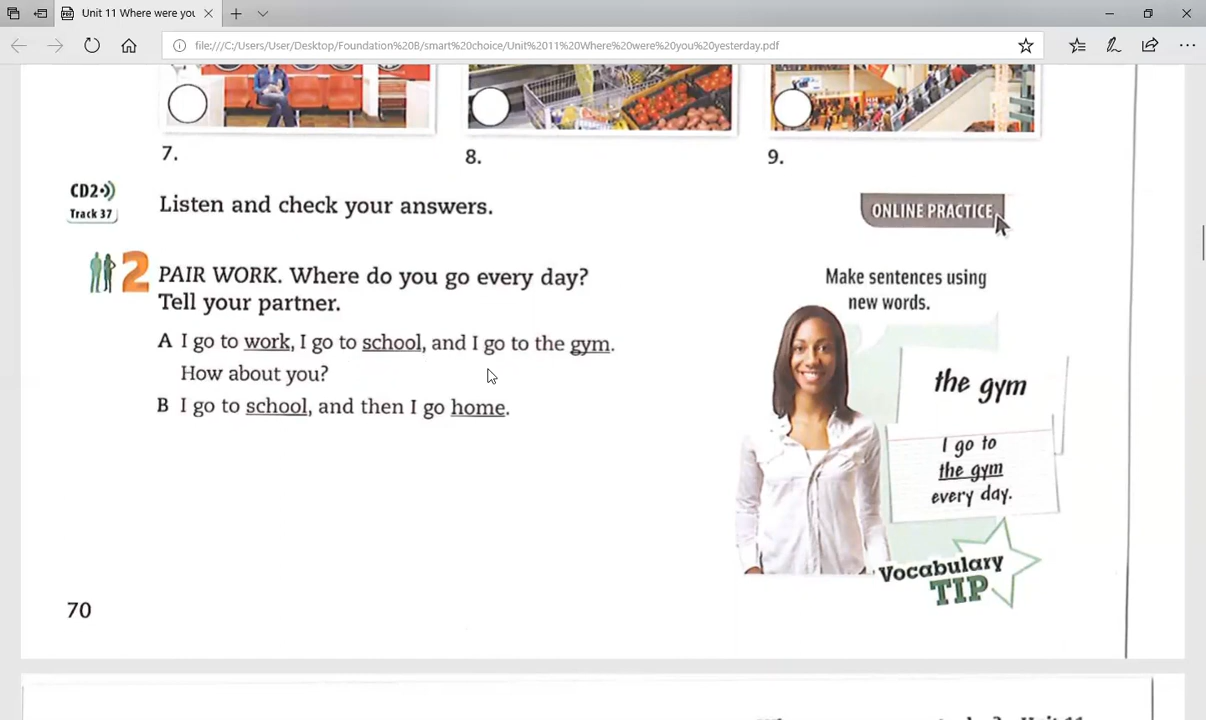 Unit 11 Where were you
file:///C:/Users/User/Desktop/Foundation%20B/smart%20choice/Unit%2011%20Where%20were%20you%20yesterday.pdf
7.
8.
9.
CD2
Track 37
Listen and check your answers.
ONLINE PRACTICE
2
PAIR WORK. Where do you go every day?
Tell your partner.
A I go to work, I go to school, and I go to the gym.
How about you?
B I go to school, and then I go home.
Make sentences using
new words.
the gym
I go to
the gym
every day.
Vocabulary
TIP
70